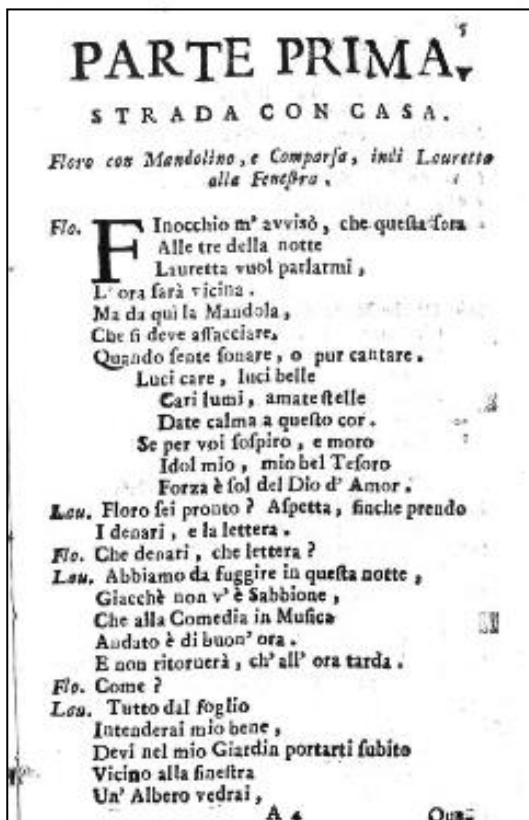 5
PARTE PRIMA.
STRADA CON CASA.
Floro con Mandolino, e Comparſa, indi Lauretta
alla Feneſtra.
Flo. FInocchio m' avvisò, che queſta ſera
Alle tre della notte
Lauretta vuol parlarmi,
L' ora ſarà vicina.
Ma da quì la Mandola,
Che ſi deve affacciare.
Quando ſente ſonare, o pur cantare.
Luci care, luci belle
Cari lumi, amate ſtelle
Date calma a queſto cor.
Se per voi ſoſpiro, e moro
Idol mio, mio bel Teſoro
Forza è ſol del Dio d' Amor.
Lau. Floro ſei pronto? Aſpetta, finche prendo
I denari, e la lettera.
Flo. Che denari, che lettera?
Lau. Abbiamo da fuggire in queſta notte,
Giacchè non v' è Sabbione,
Che alla Comedia in Muſica
Andato è di buon' ora.
E non ritornerà, ch' all' ora tarda.
Flo. Come?
Lau. Tutto dal foglio
Intenderai mio bene,
Devi nel mio Giardin portarti ſubito
Vicino alla fineſtra
Un' Albero vedrai,
A 4 Qua-